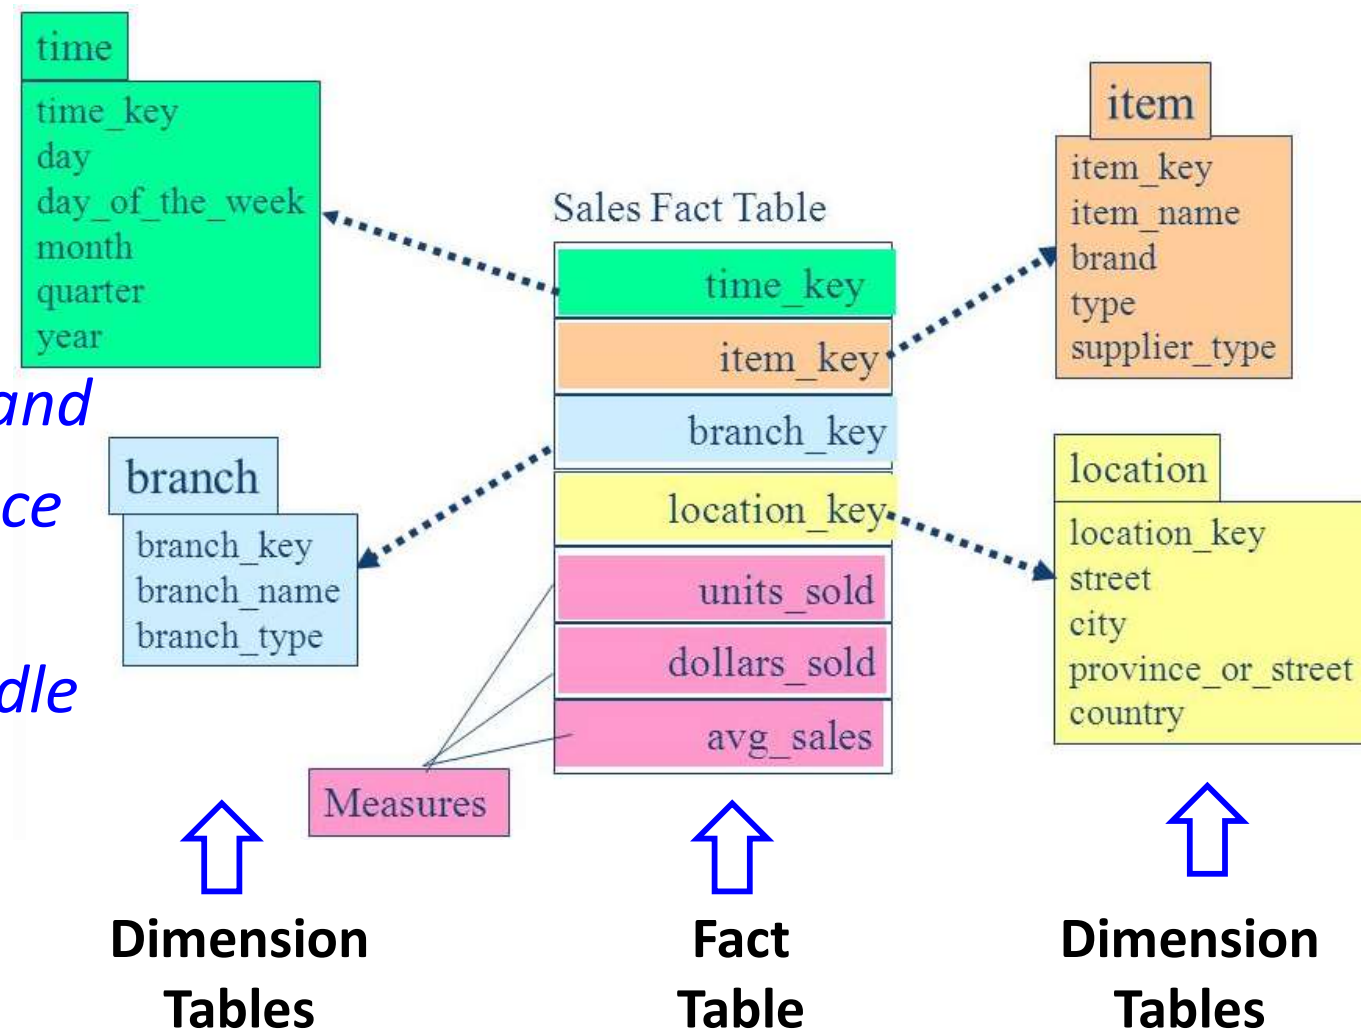 time
time_key
day
day_of_the_week
month
quarter
year
and
ce
dle
branch
branch_key
branch_name
branch_type
Sales Fact Table
time_key
item_key
branch_key
location_key
units_sold
dollars_sold
avg_sales
Measures
item
item_key
item_name
brand
type
supplier_type
location
location_key
street
city
province_or_street
country
Dimension
Tables
Fact
Table
Dimension
Tables